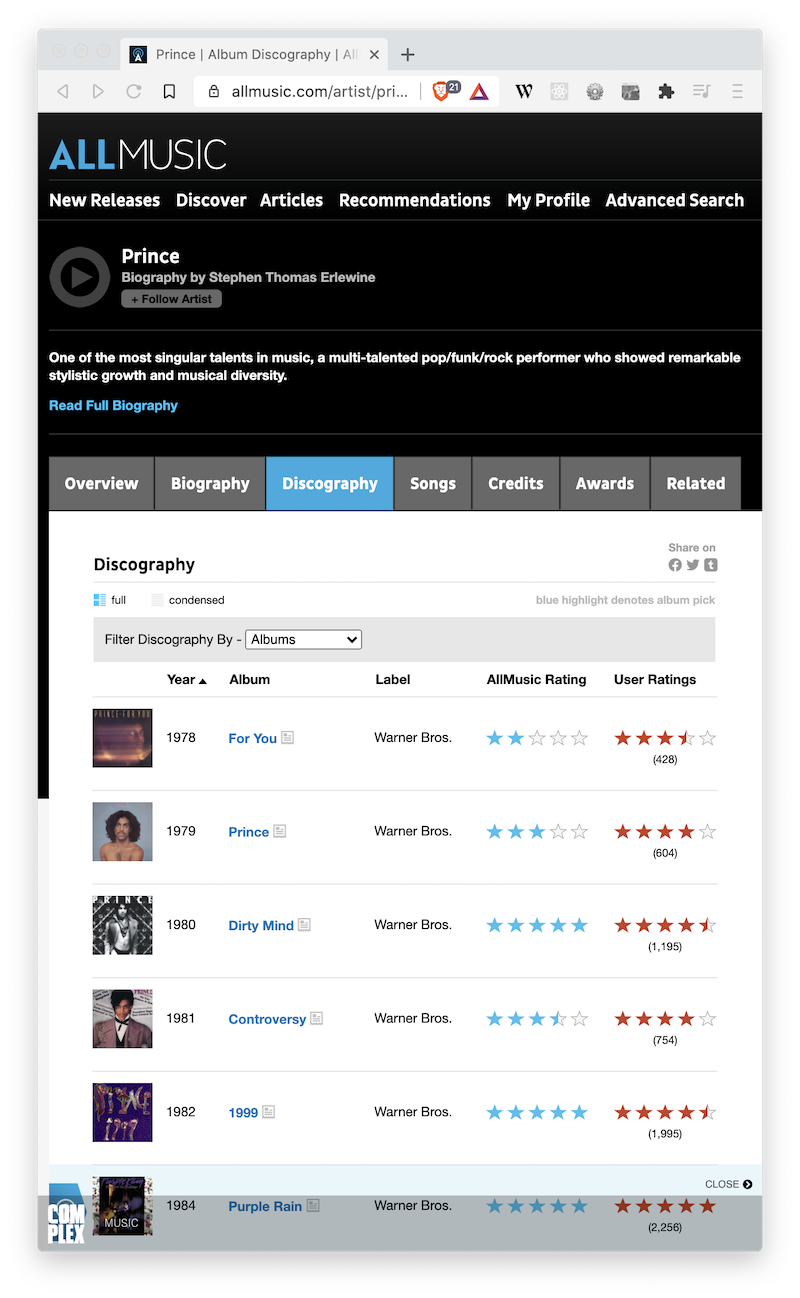 Prince | Album Discography | All
allmusic.com/artist/pri... 21 W
ALLMUSIC
New Releases Discover Articles Recommendations My Profile Advanced Search
Prince
Biography by Stephen Thomas Erlewine
+ Follow Artist
One of the most singular talents in music, a multi-talented pop/funk/rock performer who showed remarkable
stylistic growth and musical diversity.
Read Full Biography
Overview Biography Discography Songs Credits Awards Related
Share on
Discography
full condensed blue highlight denotes album pick
Filter Discography By - Albums
Year Album Label AllMusic Rating User Ratings
PRINCE-FOR YOU
1978 For You Warner Bros.
(428)
1979 Prince Warner Bros.
(604)
PRINCE
1980 Dirty Mind Warner Bros.
(1,195)
1981 Controversy Warner Bros.
(754)
1982 1999 Warner Bros.
(1,995)
CLOSE
1984 Purple Rain Warner Bros.
COMPLEX MUSIC
(2,256)